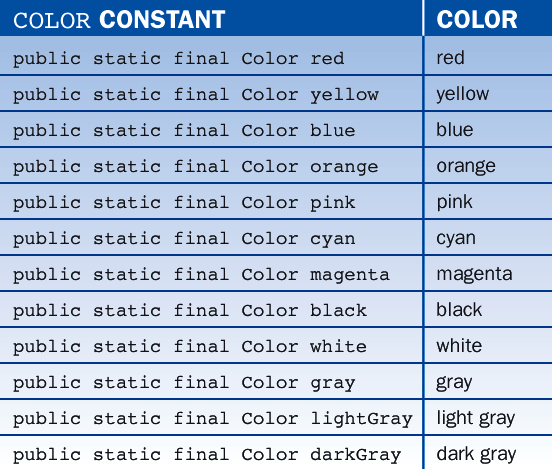 COLOR CONSTANT COLOR
public static final Color red red
public static final Color yellow yellow
public static final Color blue blue
public static final Color orange orange
public static final Color pink pink
public static final Color cyan cyan
public static final Color magenta magenta
public static final Color black black
public static final Color white white
public static final Color gray gray
public static final Color lightGray light gray
public static final Color darkGray dark gray